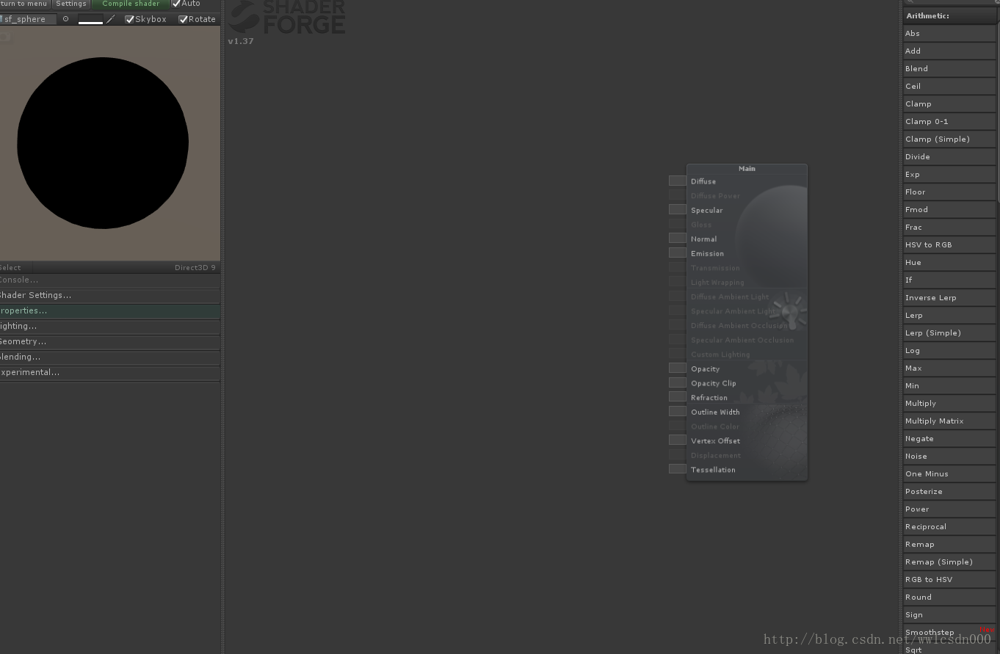 turn to menu
Settings
Compile shader
Auto
sf_sphere
Skybox
Rotate
Select
Direct3D 9
Console...
Shader Settings...
roperties...
ighting...
Geometry...
lending...
xperimental...
SHADER
FORGE
v1.37
Main
Diffuse
Diffuse Power
Specular
Gloss
Normal
Emission
Transmission
Light Wrapping
Diffuse Ambient Light
Specular Ambient Light
Diffuse Ambient Occlusion
Specular Ambient Occlusion
Custom Lighting
Opacity
Opacity Clip
Refraction
Outline Width
Outline Color
Vertex Offset
Displacement
Tessellation
Arithmetic:
Abs
Add
Blend
Ceil
Clamp
Clamp 0-1
Clamp (Simple)
Divide
Exp
Floor
Fmod
Frac
HSV to RGB
Hue
If
Inverse Lerp
Lerp
Lerp (Simple)
Log
Max
Min
Multiply
Multiply Matrix
Negate
Noise
One Minus
Posterize
Power
Reciprocal
Remap
Remap (Simple)
RGB to HSV
Round
Sign
Smoothstep
Sqrt
http://blog.csdn.net/wwlcsdn000